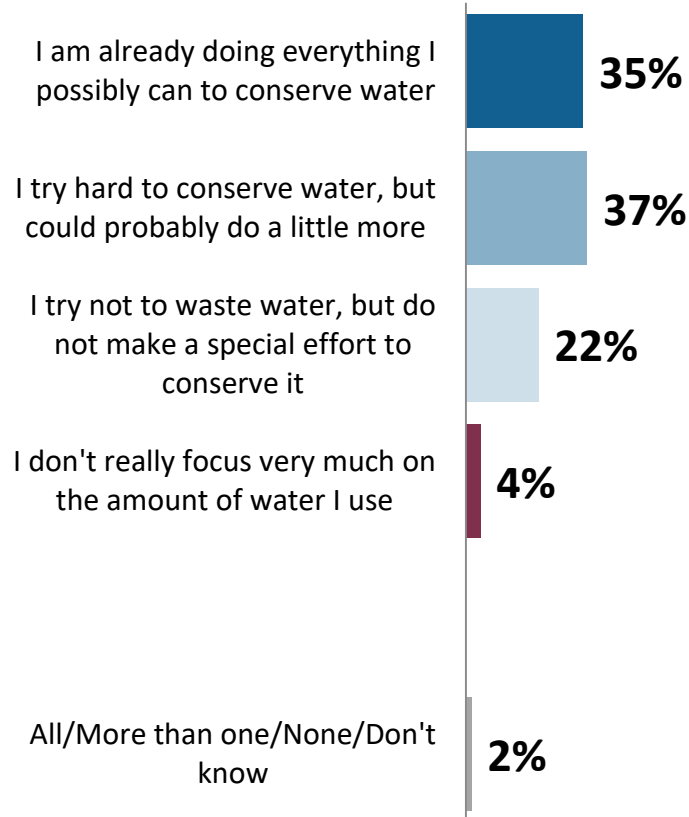 I am already doing everything I
possibly can to conserve water
35%
I try hard to conserve water, but
could probably do a little more
37%
I try not to waste water, but do
not make a special effort to
conserve it
22%
I don't really focus very much on
the amount of water I use
4%
All/More than one/None/Don't
know
2%